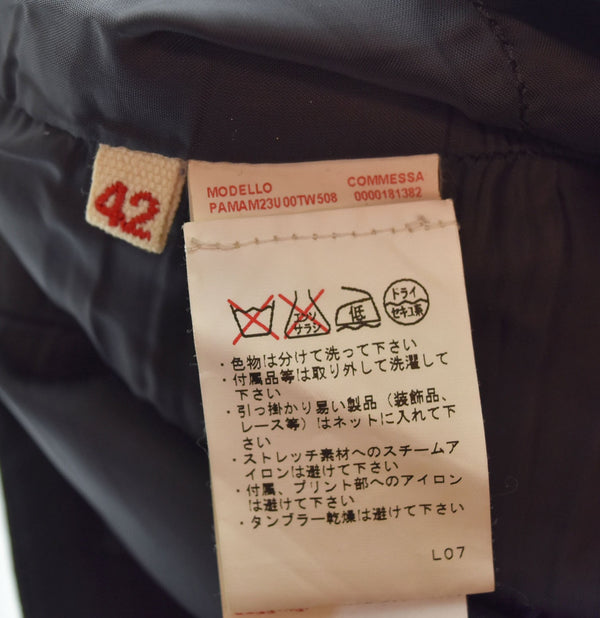 42
MODELLO COMMESSA
PAMAM23U00TW508 0000181382
エンソ
サラシ
低
ドライ
セキユ系
・色物は分けて洗って下さい
・付属品等は取り外して洗濯して
下さい
・引っ掛かり易い製品（装飾品、
レース等）はネットに入れて下
さい
・ストレッチ素材へのスチームア
イロンは避けて下さい
・付属、プリント部へのアイロン
は避けて下さい
・タンブラー乾燥は避けて下さい
L07